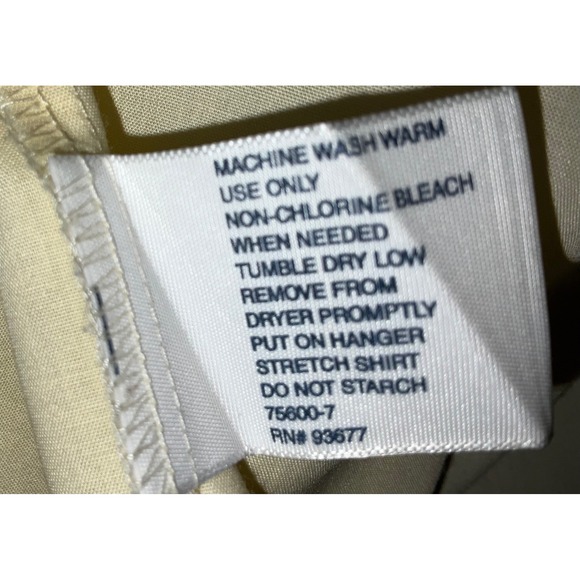 MACHINE WASH WARM
USE ONLY
NON-CHLORINE BLEACH
WHEN NEEDED
TUMBLE DRY LOW
REMOVE FROM
DRYER PROMPTLY
PUT ON HANGER
STRETCH SHIRT
DO NOT STARCH
75600-7
RN# 93677